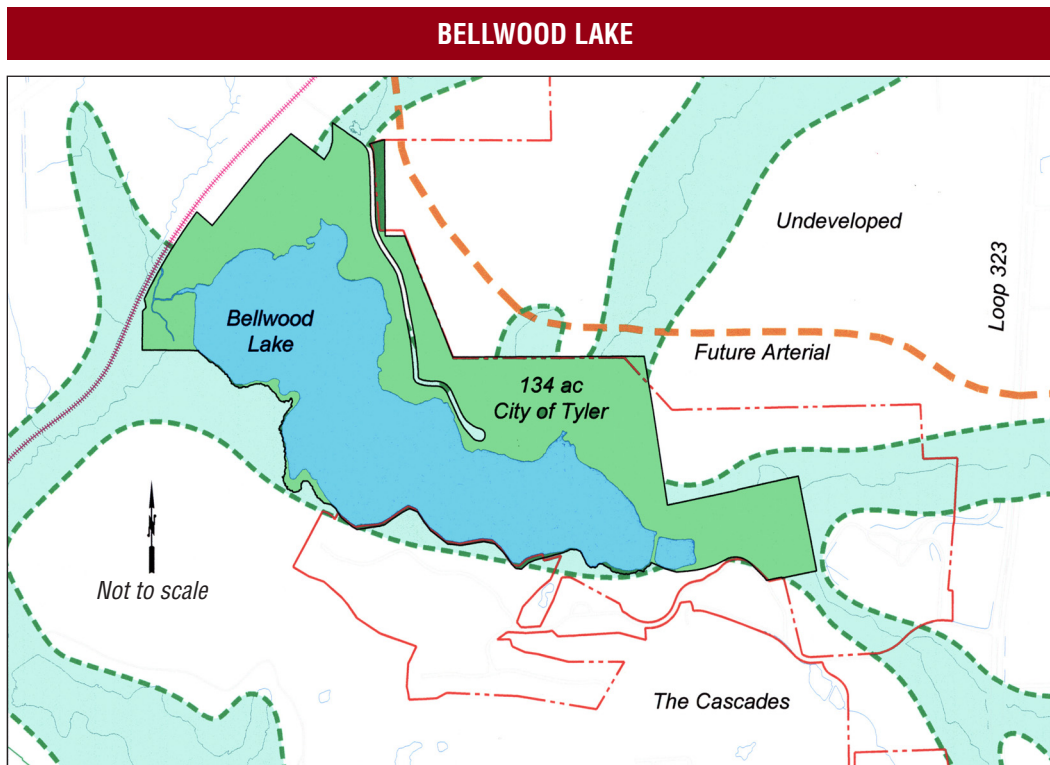 BELLWOOD LAKE
Undeveloped
Loop 323
Bellwood
Lake
Future Arterial
134 ac
City of Tyler
N
Not to scale
The Cascades